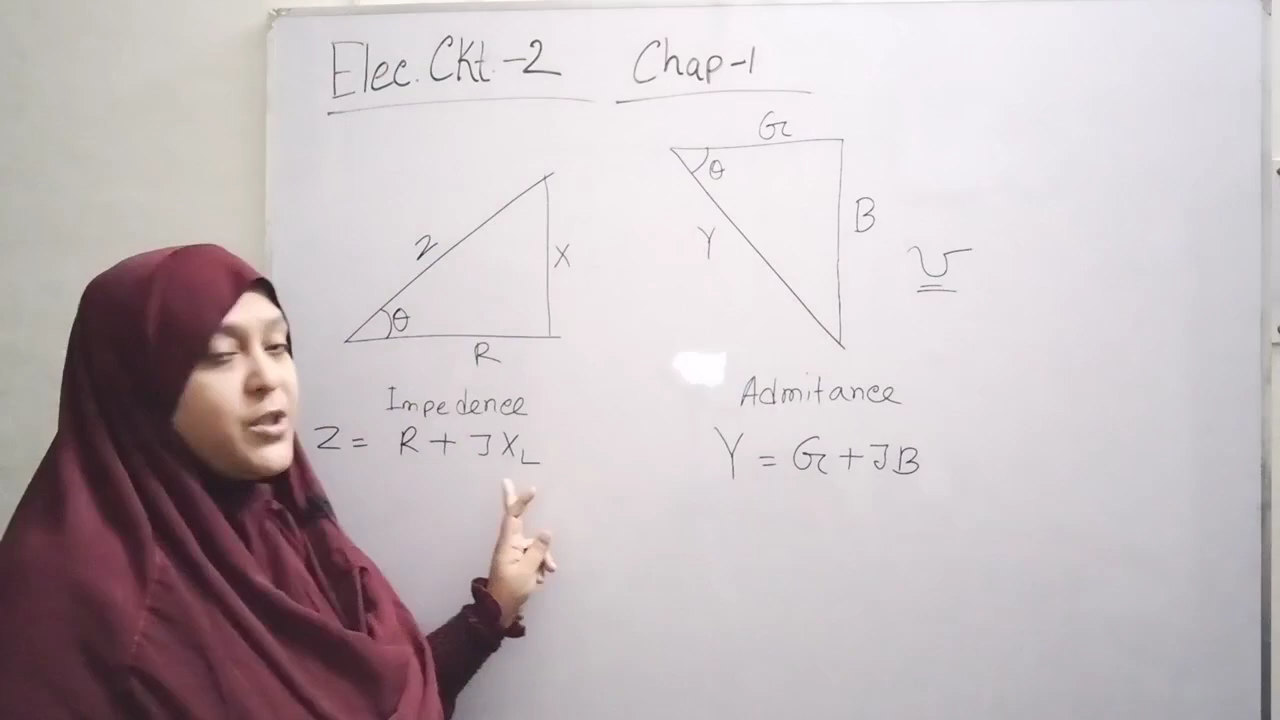 Elec. Ckt.-2 Chap-1
Z
θ
X
R
G
θ
B
Y
Ʊ
Impedence
Z = R + JX_L
Admitance
Y = G + JB